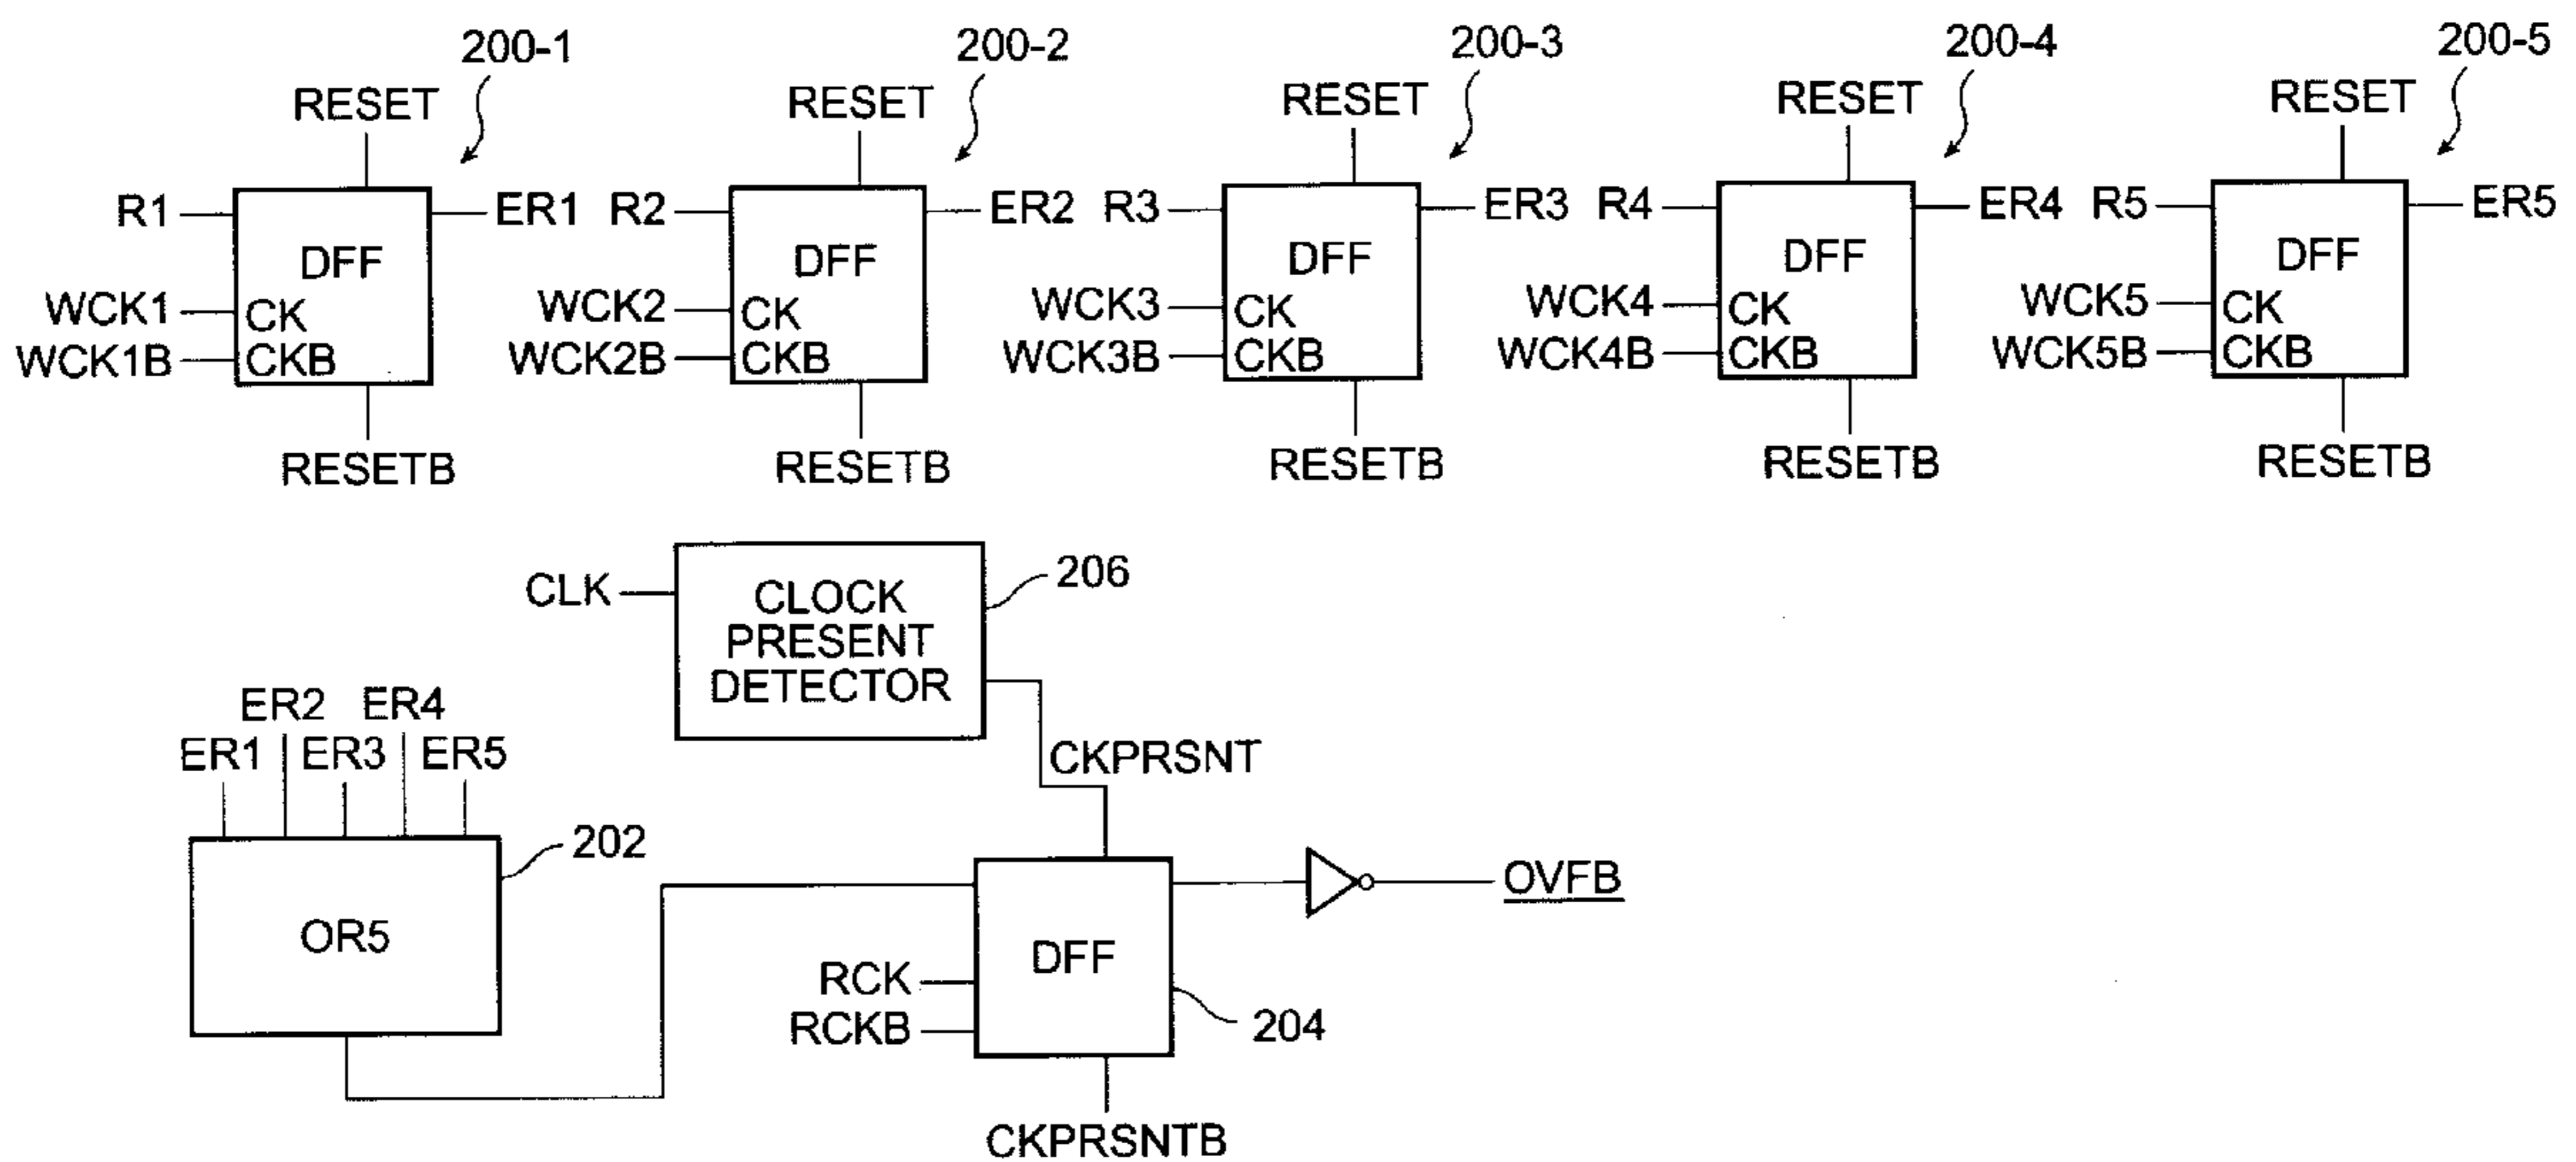 200-1
RESET
R1
ER1
DFF
WCK1
CK
WCK1B
CKB
RESETB
200-2
RESET
R2
ER2
DFF
WCK2
CK
WCK2B
CKB
RESETB
200-3
RESET
R3
ER3
DFF
WCK3
CK
WCK3B
CKB
RESETB
200-4
RESET
R4
ER4
DFF
WCK4
CK
WCK4B
CKB
RESETB
200-5
RESET
R5
ER5
DFF
WCK5
CK
WCK5B
CKB
RESETB
CLK
CLOCK
PRESENT
DETECTOR
206
CKPRSNT
ER2 ER4
ER1 ER3 ER5
202
OR5
DFF
RCK
RCKB
204
CKPRSNTB
OVFB